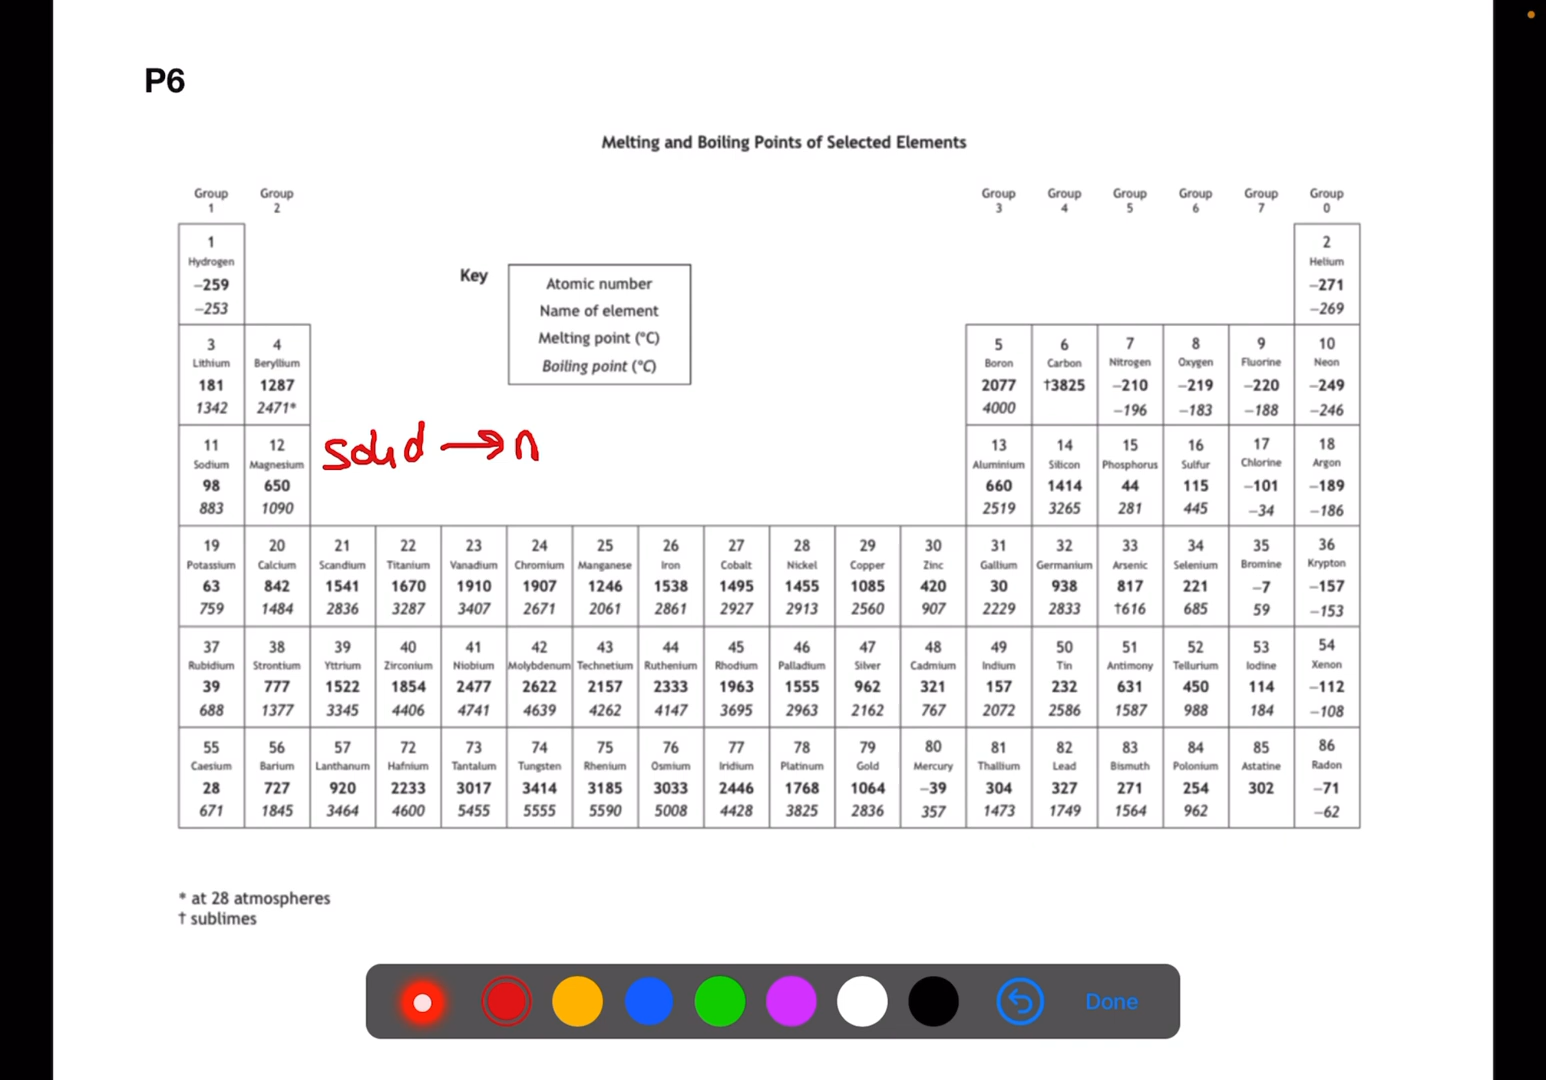 P6
Melting and Boiling Points of Selected Elements
Group Group Group Group Group Group Group Group
1 2 3 4 5 6 7 0
1 2
Hydrogen Helium
−259 −271
−253 −269
Key
Atomic number
Name of element
Melting point (°C)
Boiling point (°C)
3 4 5 6 7 8 9 10
Lithium Beryllium Boron Carbon Nitrogen Oxygen Fluorine Neon
181 1287 2077 †3825 −210 −219 −220 −249
1342 2471* 4000 −196 −183 −188 −246
solid → n
11 12 13 14 15 16 17 18
Sodium Magnesium Aluminium Silicon Phosphorus Sulfur Chlorine Argon
98 650 660 1414 44 115 −101 −189
883 1090 2519 3265 281 445 −34 −186
19 20 21 22 23 24 25 26 27 28 29 30 31 32 33 34 35 36
Potassium Calcium Scandium Titanium Vanadium Chromium Manganese Iron Cobalt Nickel Copper Zinc Gallium Germanium Arsenic Selenium Bromine Krypton
63 842 1541 1670 1910 1907 1246 1538 1495 1455 1085 420 30 938 817 221 −7 −157
759 1484 2836 3287 3407 2671 2061 2861 2927 2913 2560 907 2229 2833 †616 685 59 −153
37 38 39 40 41 42 43 44 45 46 47 48 49 50 51 52 53 54
Rubidium Strontium Yttrium Zirconium Niobium Molybdenum Technetium Ruthenium Rhodium Palladium Silver Cadmium Indium Tin Antimony Tellurium Iodine Xenon
39 777 1522 1854 2477 2622 2157 2333 1963 1555 962 321 157 232 631 450 114 −112
688 1377 3345 4406 4741 4639 4262 4147 3695 2963 2162 767 2072 2586 1587 988 184 −108
55 56 57 72 73 74 75 76 77 78 79 80 81 82 83 84 85 86
Caesium Barium Lanthanum Hafnium Tantalum Tungsten Rhenium Osmium Iridium Platinum Gold Mercury Thallium Lead Bismuth Polonium Astatine Radon
28 727 920 2233 3017 3414 3185 3033 2446 1768 1064 −39 304 327 271 254 302 −71
671 1845 3464 4600 5455 5555 5590 5008 4428 3825 2836 357 1473 1749 1564 962 −62
* at 28 atmospheres
† sublimes
Done